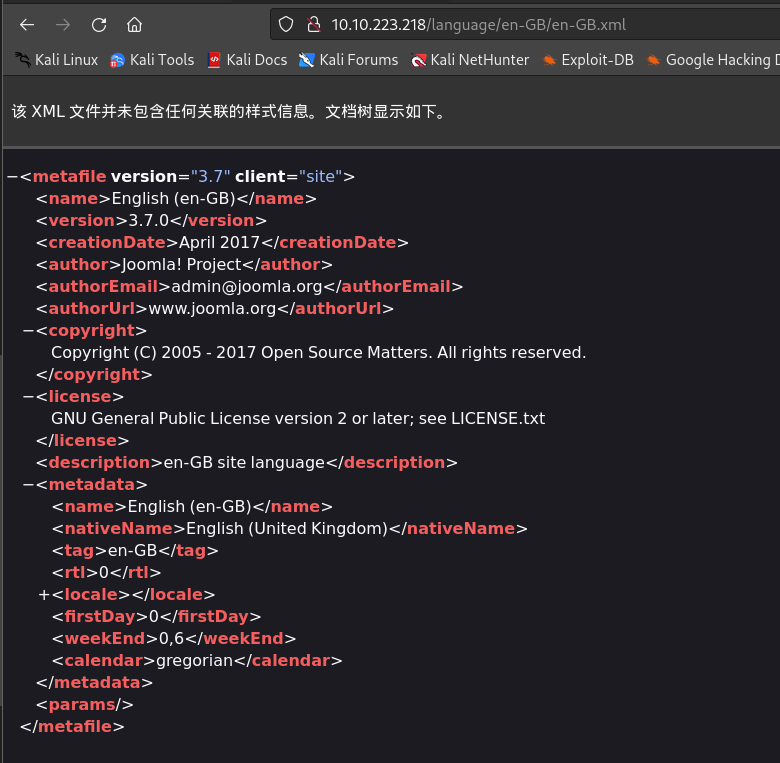 10.10.223.218/language/en-GB/en-GB.xml
Kali Linux Kali Tools Kali Docs Kali Forums Kali NetHunter Exploit-DB Google Hacking
该 XML 文件并未包含任何关联的样式信息。文档树显示如下。
−<metafile version="3.7" client="site">
<name>English (en-GB)</name>
<version>3.7.0</version>
<creationDate>April 2017</creationDate>
<author>Joomla! Project</author>
<authorEmail>admin@joomla.org</authorEmail>
<authorUrl>www.joomla.org</authorUrl>
−<copyright>
Copyright (C) 2005 - 2017 Open Source Matters. All rights reserved.
</copyright>
−<license>
GNU General Public License version 2 or later; see LICENSE.txt
</license>
<description>en-GB site language</description>
−<metadata>
<name>English (en-GB)</name>
<nativeName>English (United Kingdom)</nativeName>
<tag>en-GB</tag>
<rtl>0</rtl>
+<locale></locale>
<firstDay>0</firstDay>
<weekEnd>0,6</weekEnd>
<calendar>gregorian</calendar>
</metadata>
<params/>
</metafile>